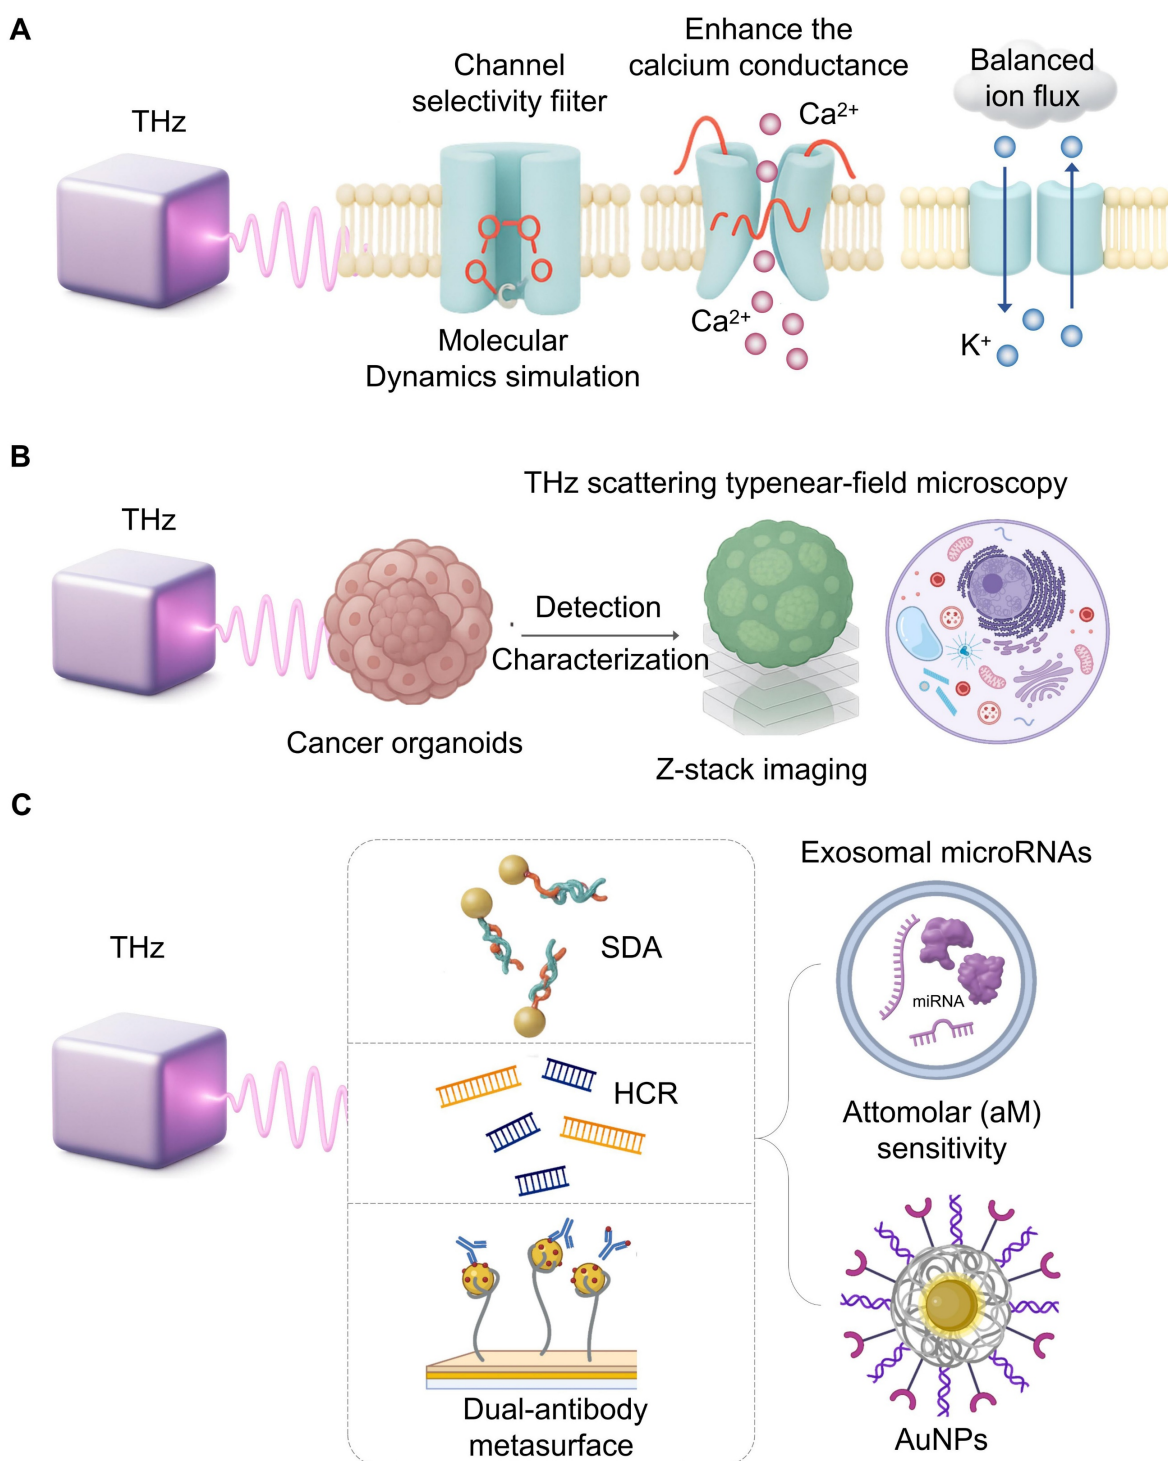 A
THz
Channel
selectivity fiiter
Molecular
Dynamics simulation
Enhance the
calcium conductance
Ca²⁺
Ca²⁺
Balanced
ion flux
K⁺
B
THz
Cancer organoids
Detection
Characterization
THz scattering typenear-field microscopy
Z-stack imaging
C
THz
SDA
HCR
Dual-antibody
metasurface
Exosomal microRNAs
miRNA
Attomolar (aM)
sensitivity
AuNPs